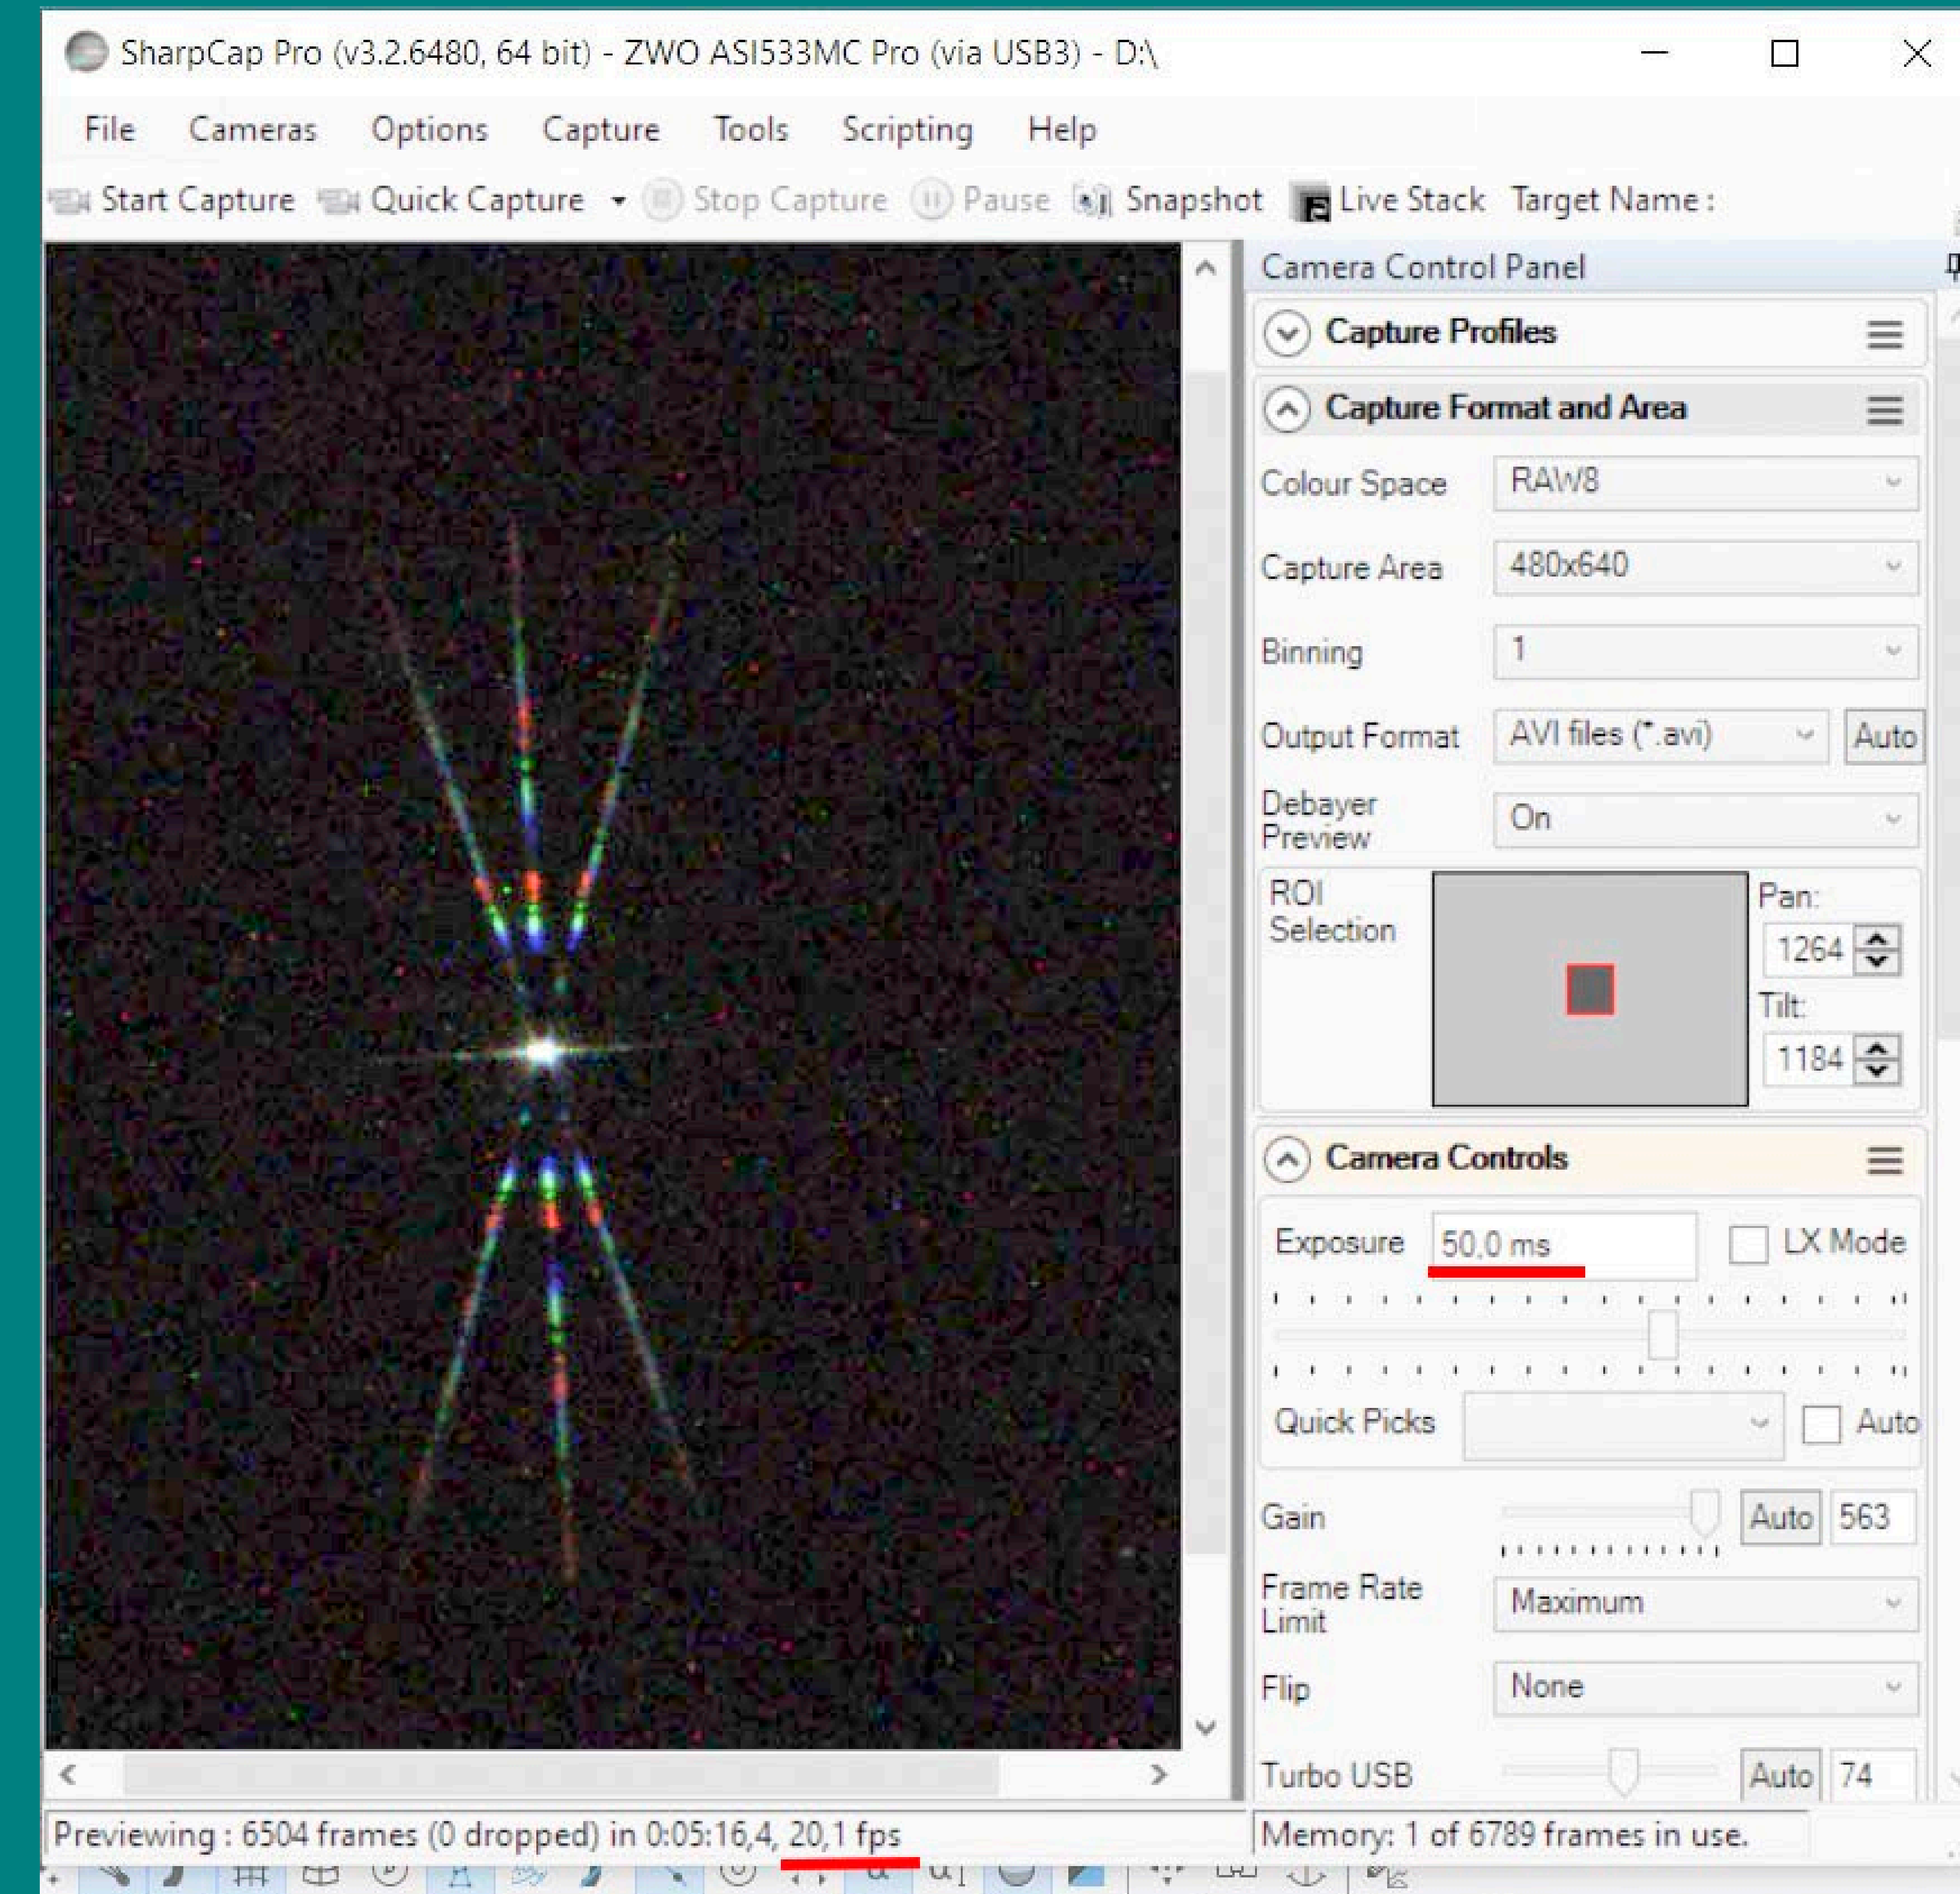 SharpCap Pro (v3.2.6480, 64 bit) - ZWO ASI533MC Pro (via USB3) - D:\
File Cameras Options Capture Tools Scripting Help
Start Capture Quick Capture Stop Capture Pause Snapshot Live Stack Target Name :
Camera Control Panel
Capture Profiles
Capture Format and Area
Colour Space RAW8
Capture Area 480x640
Binning 1
Output Format AVI files (*.avi) Auto
Debayer
Preview
On
ROI
Selection
Pan:
1264
Tilt:
1184
Camera Controls
Exposure 50,0 ms LX Mode
Quick Picks Auto
Gain Auto 563
Frame Rate
Limit
Maximum
Flip None
Turbo USB Auto 74
Previewing : 6504 frames (0 dropped) in 0:05:16,4, 20,1 fps
Memory: 1 of 6789 frames in use.